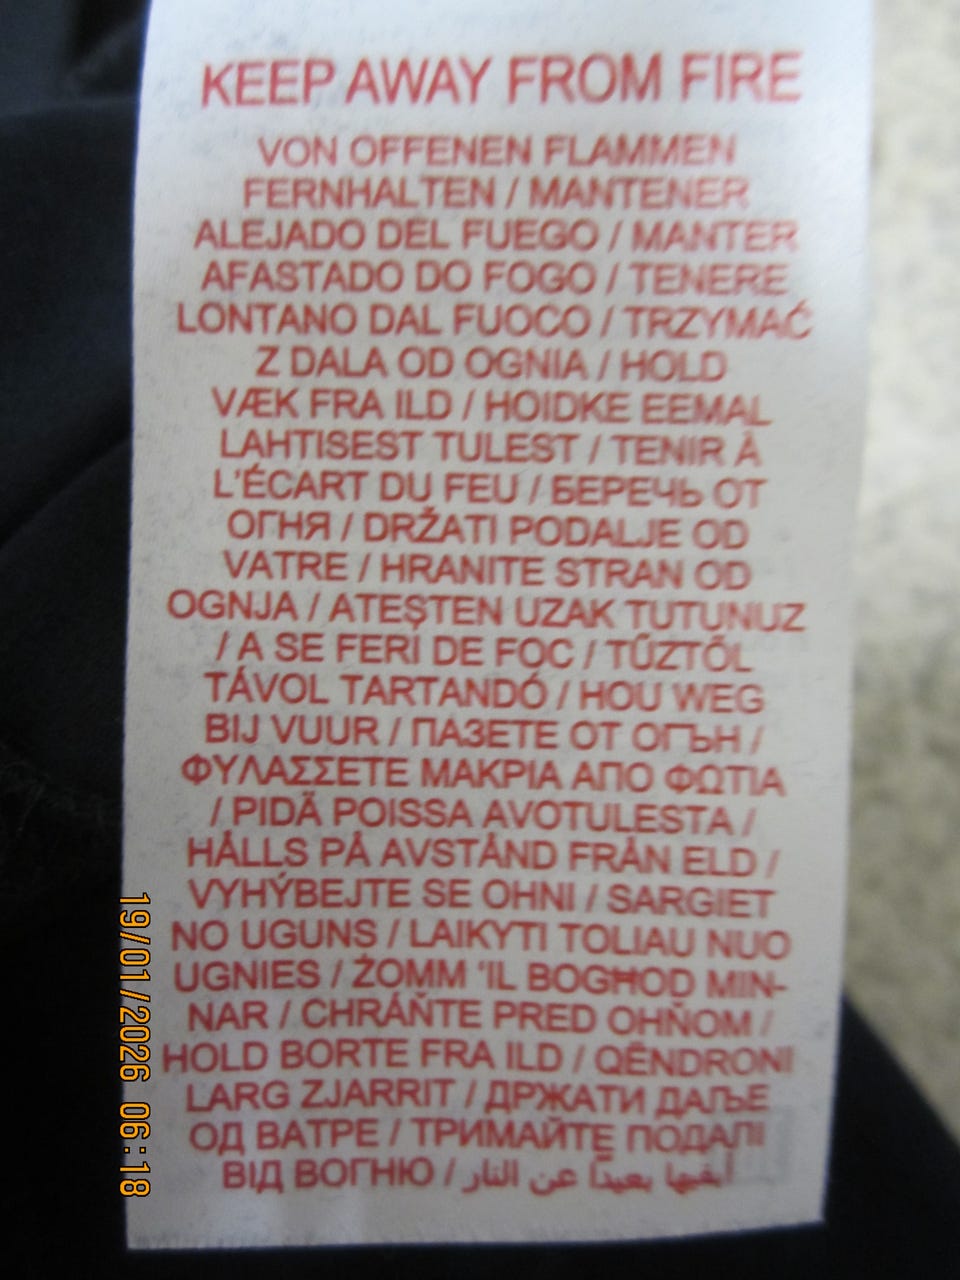 KEEP AWAY FROM FIRE
VON OFFENEN FLAMMEN
FERNHALTEN / MANTENER
ALEJADO DEL FUEGO / MANTER
AFASTADO DO FOGO / TENERE
LONTANO DAL FUOCO / TRZYMAĆ
Z DALA OD OGNIA / HOLD
VÆK FRA ILD / HOIDKE EEMAL
LAHTISEST TULEST / TENIR À
L'ÉCART DU FEU / БЕРЕЧЬ ОТ
ОГНЯ / DRŽATI PODALJE OD
VATRE / HRANITE STRAN OD
OGNJA / ATEŞTEN UZAK TUTUNUZ
/ A SE FERI DE FOC / TŰZTŐL
TÁVOL TARTANDÓ / HOU WEG
BIJ VUUR / ПАЗЕТЕ ОТ ОГЪН /
ΦΥΛΑΣΣΕΤΕ ΜΑΚΡΙΑ ΑΠΟ ΦΩΤΙΑ
/ PIDÄ POISSA AVOTULESTA /
HÅLLS PÅ AVSTÅND FRÅN ELD /
VYHÝBEJTE SE OHNI / SARGIET
NO UGUNS / LAIKYTI TOLIAU NUO
UGNIES / ŻOMM 'IL BOGĦOD MIN-
NAR / CHRÁŇTE PRED OHŇOM /
HOLD BORTE FRA ILD / QËNDRONI
LARG ZJARRIT / ДРЖАТИ ДАЉЕ
ОД ВАТРЕ / ТРИМАЙТЕ ПОДАЛІ
ВІД ВОГНЮ / أبقيها بعيداً عن النار
19/01/2026 06:18